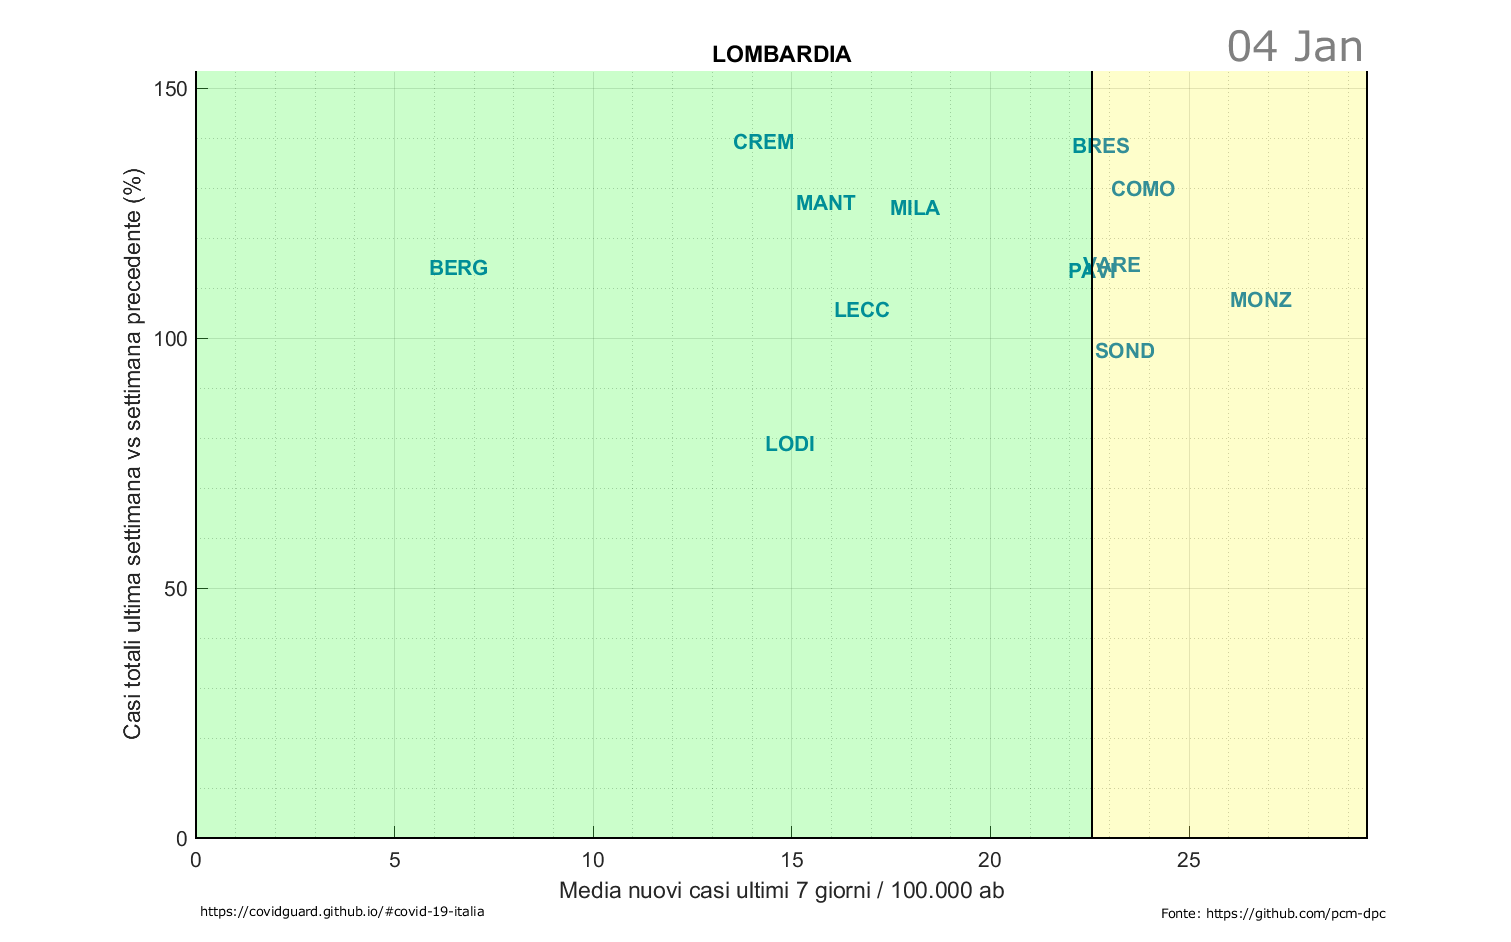 04 Jan
LOMBARDIA
150
CREM
BRES
COMO
MANT
MILA
VARE
BERG
PAVI
MONZ
LECC
100
SOND
LODI
50
0
0 5 10 15 20 25
Casi totali ultima settimana vs settimana precedente (%)
Media nuovi casi ultimi 7 giorni / 100.000 ab
https://covidguard.github.io/#covid-19-italia
Fonte: https://github.com/pcm-dpc